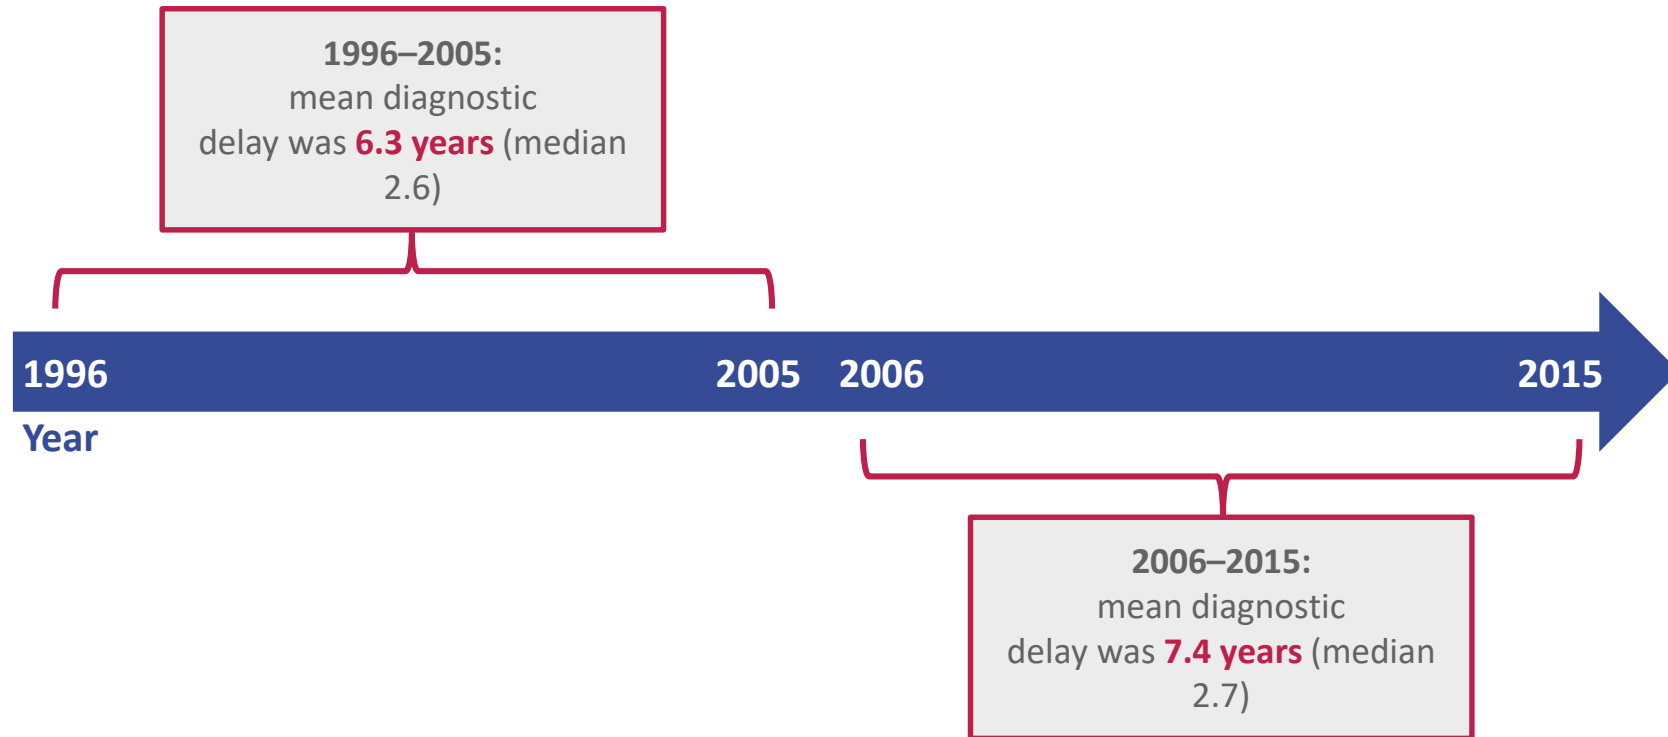 1996–2005:
mean diagnostic
delay was 6.3 years (median
2.6)
1996
2005
2006
2015
Year
2006–2015:
mean diagnostic
delay was 7.4 years (median
2.7)